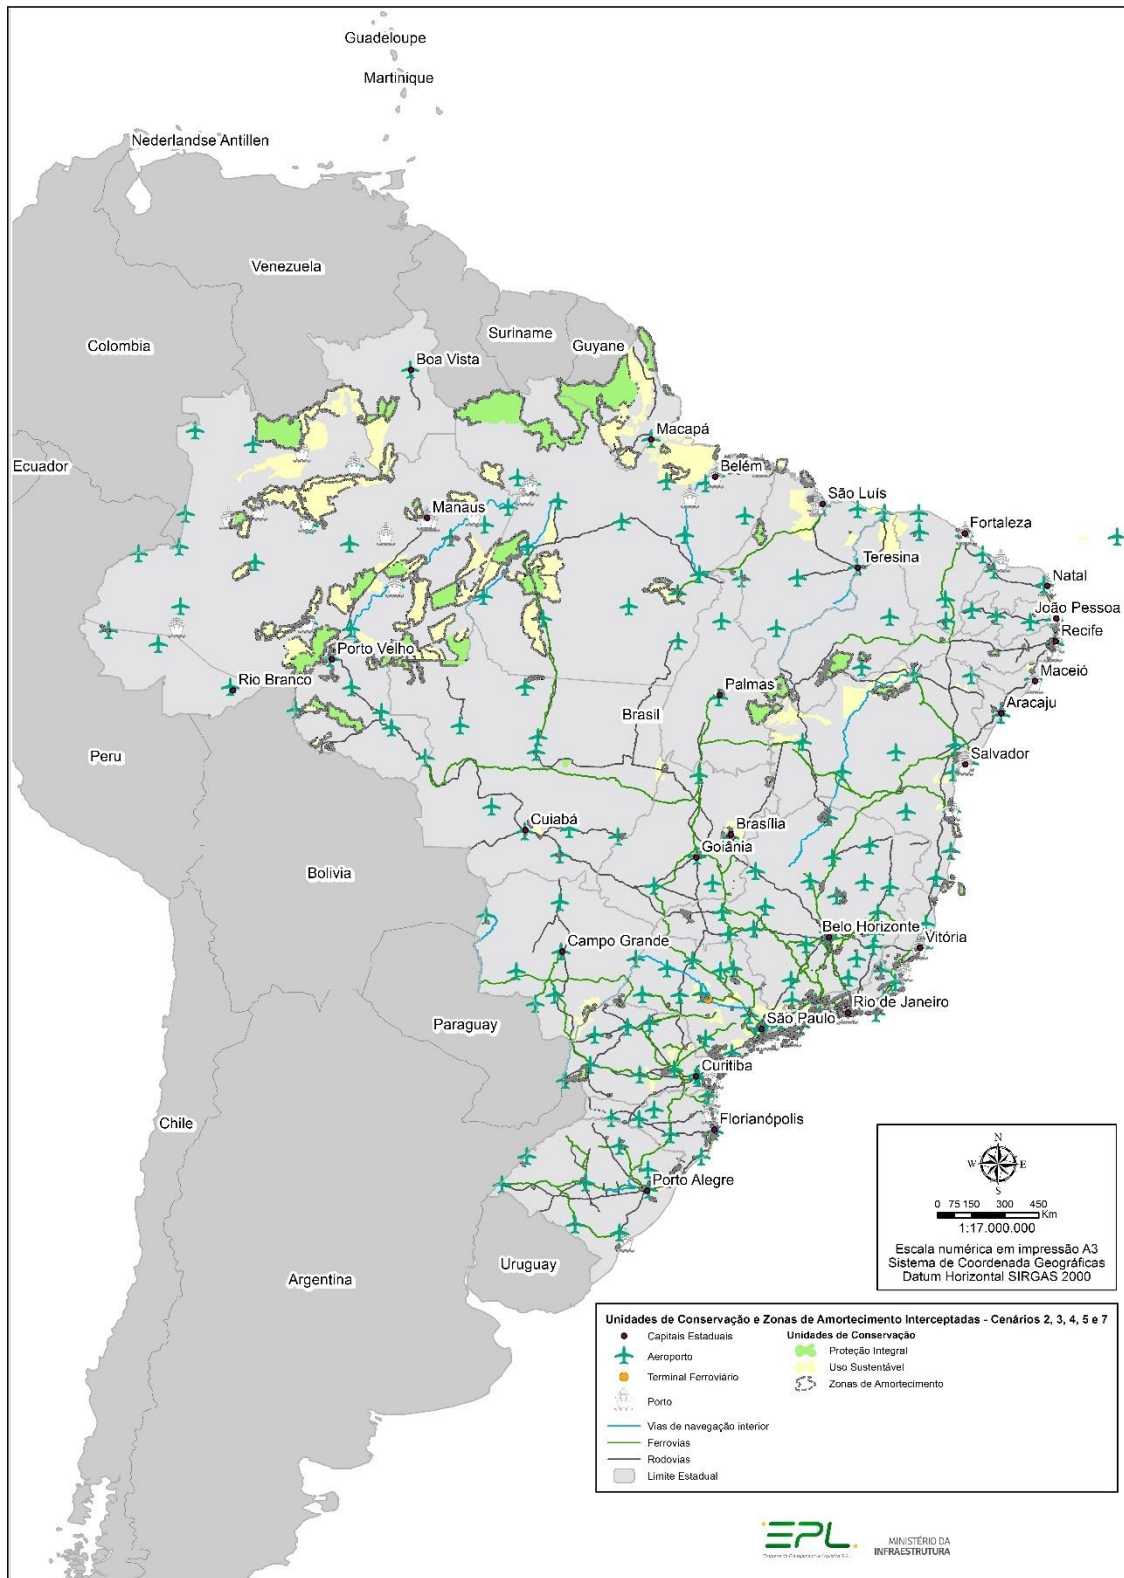 Guadeloupe
Martinique
Nederlandse Antillen
Venezuela
Colombia
Suriname
Guyane
Boa Vista
Ecuador
Macapá
Belém
Manaus
São Luís
Fortaleza
Teresina
Natal
João Pessoa
Recife
Porto Velho
Maceió
Rio Branco
Palmas
Aracaju
Brasil
Peru
Salvador
Cuiabá
Brasília
Goiânia
Bolivia
Belo Horizonte
Vitória
Campo Grande
Rio de Janeiro
São Paulo
Paraguay
Curitiba
Chile
Florianópolis
Porto Alegre
Uruguay
Argentina
N
W E
S
0 75 150 300 450
Km
1:17.000.000
Escala numérica em impressão A3
Sistema de Coordenada Geográficas
Datum Horizontal SIRGAS 2000
Unidades de Conservação e Zonas de Amortecimento Interceptadas - Cenários 2, 3, 4, 5 e 7
Capitais Estaduais
Aeroporto
Terminal Ferroviário
Porto
Vias de navegação interior
Ferrovias
Rodovias
Limite Estadual
Unidades de Conservação
Proteção Integral
Uso Sustentável
Zonas de Amortecimento
EPL
MINISTÉRIO DA
INFRAESTRUTURA